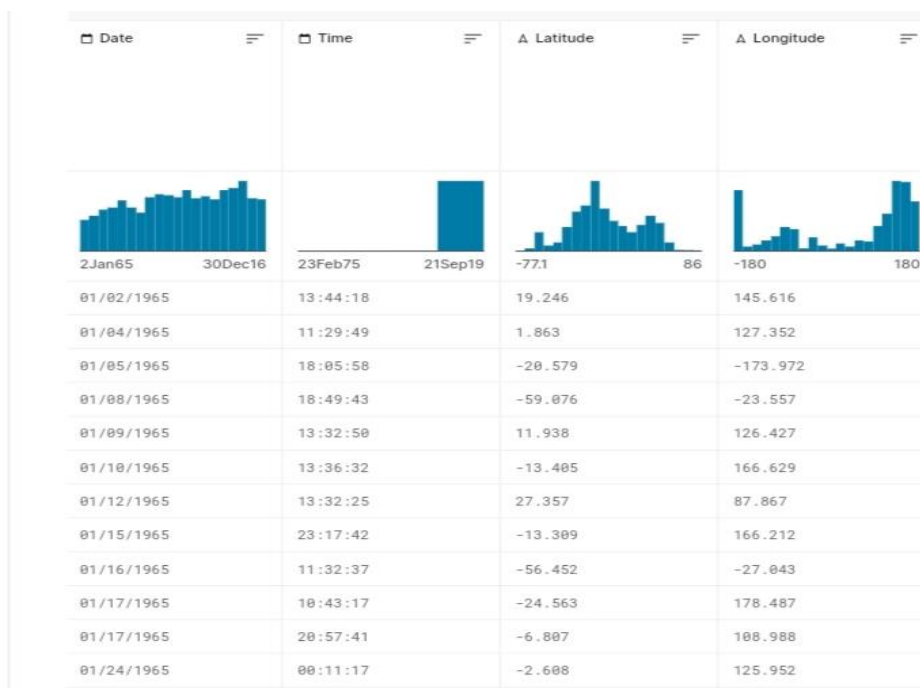 Date Time Latitude Longitude
2Jan65 30Dec16 23Feb75 21Sep19 -77.1 86 -180 180
01/02/1965 13:44:18 19.246 145.616
01/04/1965 11:29:49 1.863 127.352
01/05/1965 18:05:58 -20.579 -173.972
01/08/1965 18:49:43 -59.076 -23.557
01/09/1965 13:32:50 11.938 126.427
01/10/1965 13:36:32 -13.405 166.629
01/12/1965 13:32:25 27.357 87.867
01/15/1965 23:17:42 -13.309 166.212
01/16/1965 11:32:37 -56.452 -27.043
01/17/1965 10:43:17 -24.563 178.487
01/17/1965 20:57:41 -6.807 108.988
01/24/1965 00:11:17 -2.608 125.952